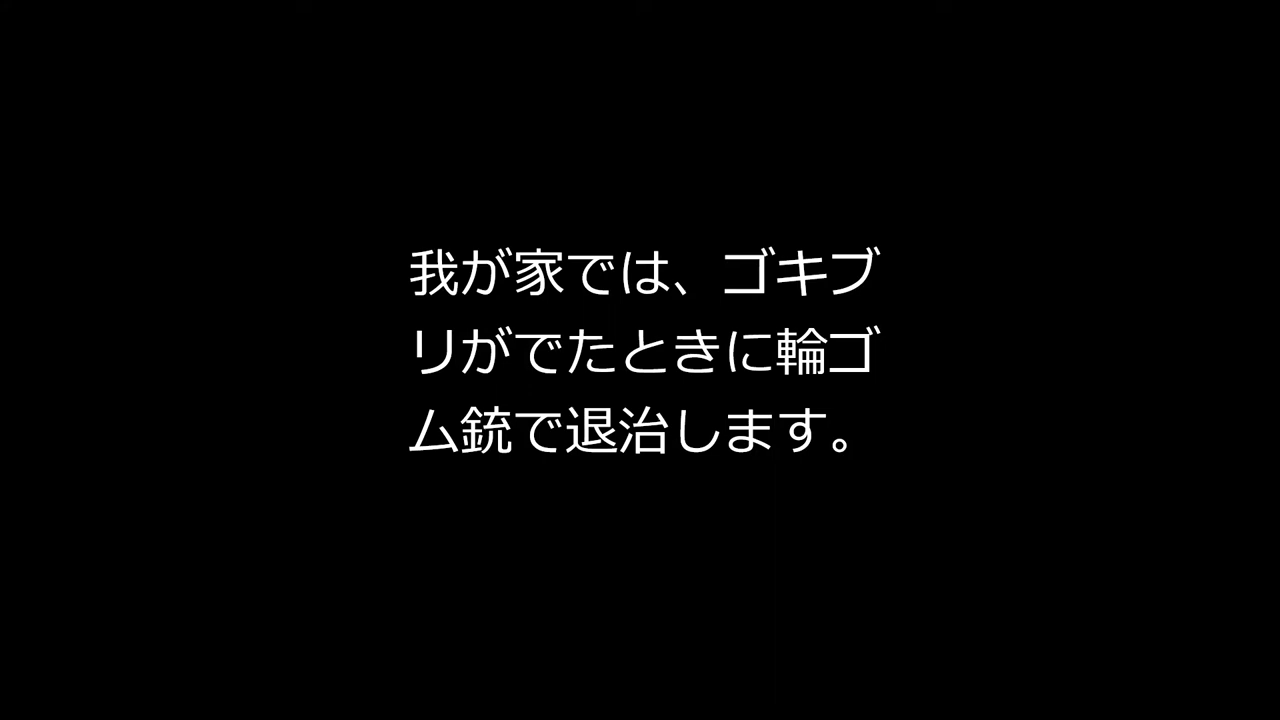 我が家では、ゴキブ
リがでたときに輪ゴ
ム銃で退治します。